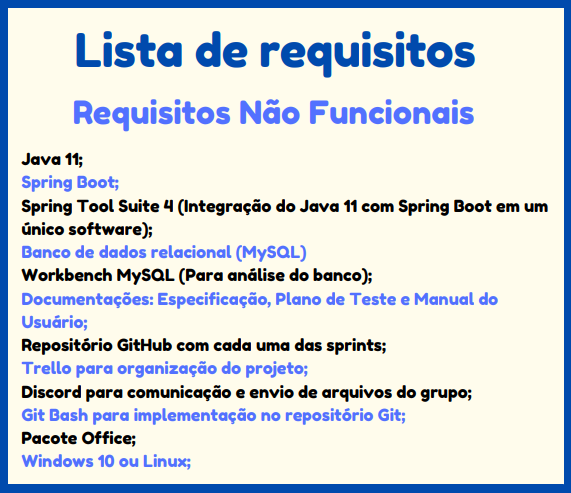 Lista de requisitos
Requisitos Não Funcionais
Java 11;
Spring Boot;
Spring Tool Suite 4 (Integração do Java 11 com Spring Boot em um
único software);
Banco de dados relacional (MySQL)
Workbench MySQL (Para análise do banco);
Documentações: Especificação, Plano de Teste e Manual do
Usuário;
Repositório GitHub com cada uma das sprints;
Trello para organização do projeto;
Discord para comunicação e envio de arquivos do grupo;
Git Bash para implementação no repositório Git;
Pacote Office;
Windows 10 ou Linux;